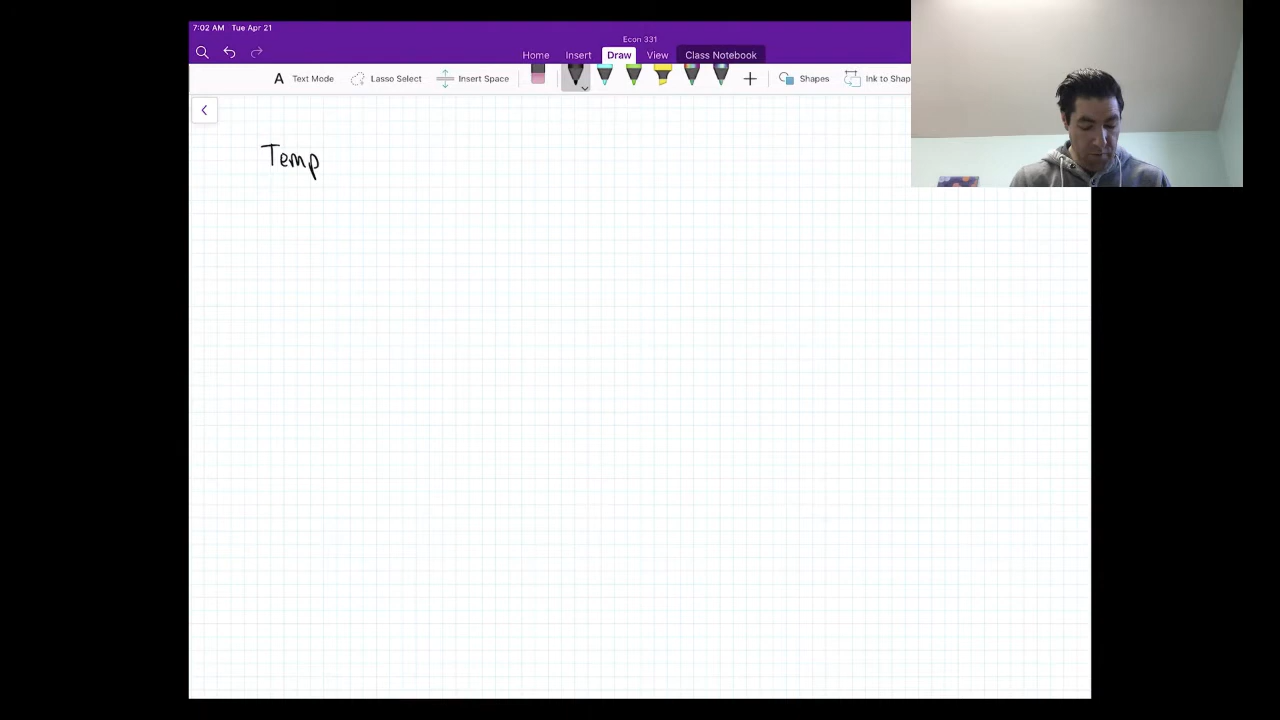 7:02 AM Tue Apr 21
Econ 331
Home Insert Draw View Class Notebook
A Text Mode Lasso Select Insert Space Shapes Ink to Shap
Temp